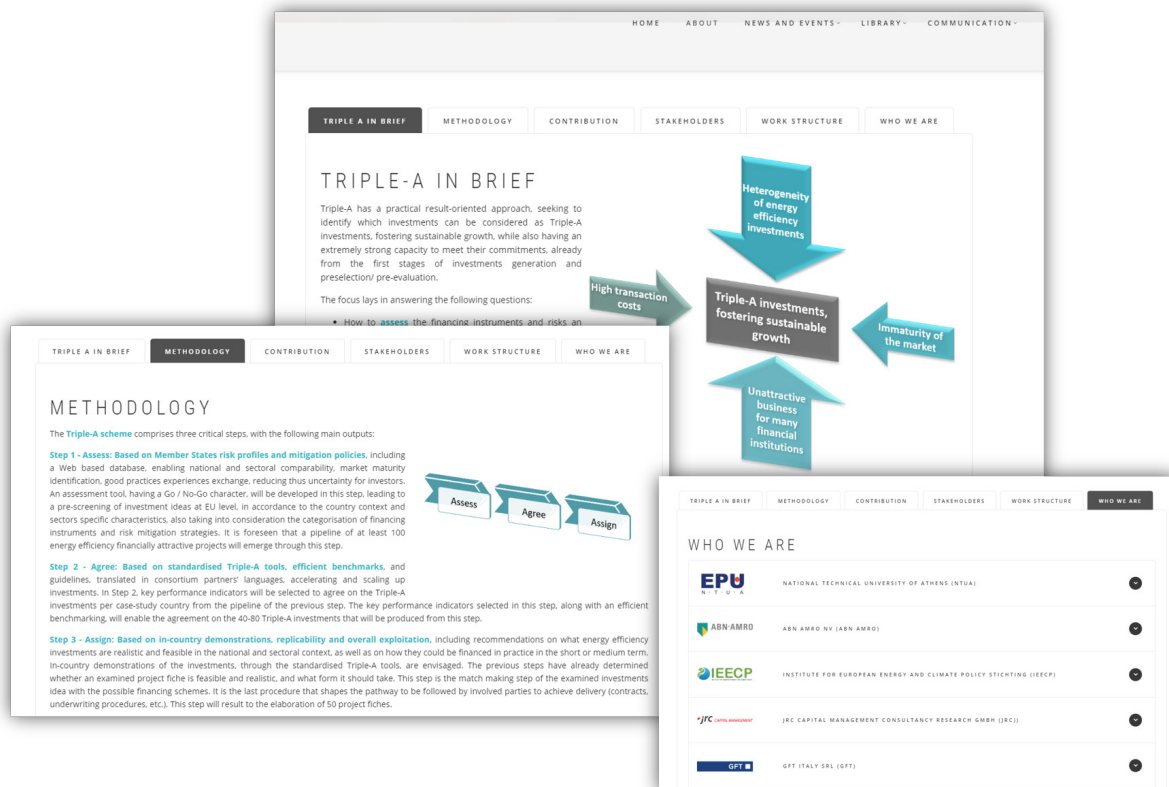 HOME ABOUT NEWS AND EVENTS LIBRARY COMMUNICATION
TRIPLE A IN BRIEF METHODOLOGY CONTRIBUTION STAKEHOLDERS WORK STRUCTURE WHO WE ARE
TRIPLE-A IN BRIEF
Triple-A has a practical result-oriented approach, seeking to
identify which investments can be considered as Triple-A
investments, fostering sustainable growth, while also having an
extremely strong capacity to meet their commitments, already
from the first stages of investments generation and
preselection/ pre-evaluation.
The focus lays in answering the following questions:
• How to assess the financing instruments and risks an
Heterogeneity
of energy
efficiency
investments
High transaction
costs
Triple-A investments,
fostering sustainable
growth
Immaturity of
the market
Unattractive
business
for many
financial
institutions
TRIPLE A IN BRIEF METHODOLOGY CONTRIBUTION STAKEHOLDERS WORK STRUCTURE WHO WE ARE
METHODOLOGY
The Triple-A scheme comprises three critical steps, with the following main outputs:
Step 1 - Assess: Based on Member States risk profiles and mitigation policies, including
a Web based database, enabling national and sectoral comparability, market maturity
identification, good practices experiences exchange, reducing thus uncertainty for investors.
An assessment tool, having a Go / No-Go character, will be developed in this step, leading to
a pre-screening of investment ideas at EU level, in accordance to the country context and
sectors specific characteristics, also taking into consideration the categorisation of financing
instruments and risk mitigation strategies. It is foreseen that a pipeline of at least 100
energy efficiency financially attractive projects will emerge through this step.
Assess
Agree
Assign
Step 2 - Agree: Based on standardised Triple-A tools, efficient benchmarks, and
guidelines, translated in consortium partners' languages, accelerating and scaling up
investments. In Step 2, key performance indicators will be selected to agree on the Triple-A
investments per case-study country from the pipeline of the previous step. The key performance indicators selected in this step, along with an efficient
benchmarking, will enable the agreement on the 40-80 Triple-A investments that will be produced from this step.
Step 3 - Assign: Based on in-country demonstrations, replicability and overall exploitation, including recommendations on what energy efficiency
investments are realistic and feasible in the national and sectoral context, as well as on how they could be financed in practice in the short or medium term.
In-country demonstrations of the investments, through the standardised Triple-A tools, are envisaged. The previous steps have already determined
whether an examined project fiche is feasible and realistic, and what form it should take. This step is the match making step of the examined investments
idea with the possible financing schemes. It is the last procedure that shapes the pathway to be followed by involved parties to achieve delivery (contracts,
underwriting procedures, etc.). This step will result to the elaboration of 50 project fiches.
TRIPLE A IN BRIEF METHODOLOGY CONTRIBUTION STAKEHOLDERS WORK STRUCTURE WHO WE ARE
WHO WE ARE
EPU
N·T·U·A
NATIONAL TECHNICAL UNIVERSITY OF ATHENS (NTUA)
ABN·AMRO
ABN AMRO NV (ABN AMRO)
IEECP
INSTITUTE FOR EUROPEAN ENERGY AND CLIMATE POLICY STICHTING (IEECP)
JRC CAPITAL MANAGEMENT
JRC CAPITAL MANAGEMENT CONSULTANCY RESEARCH GMBH (JRC))
GFT
GFT ITALY SRL (GFT)